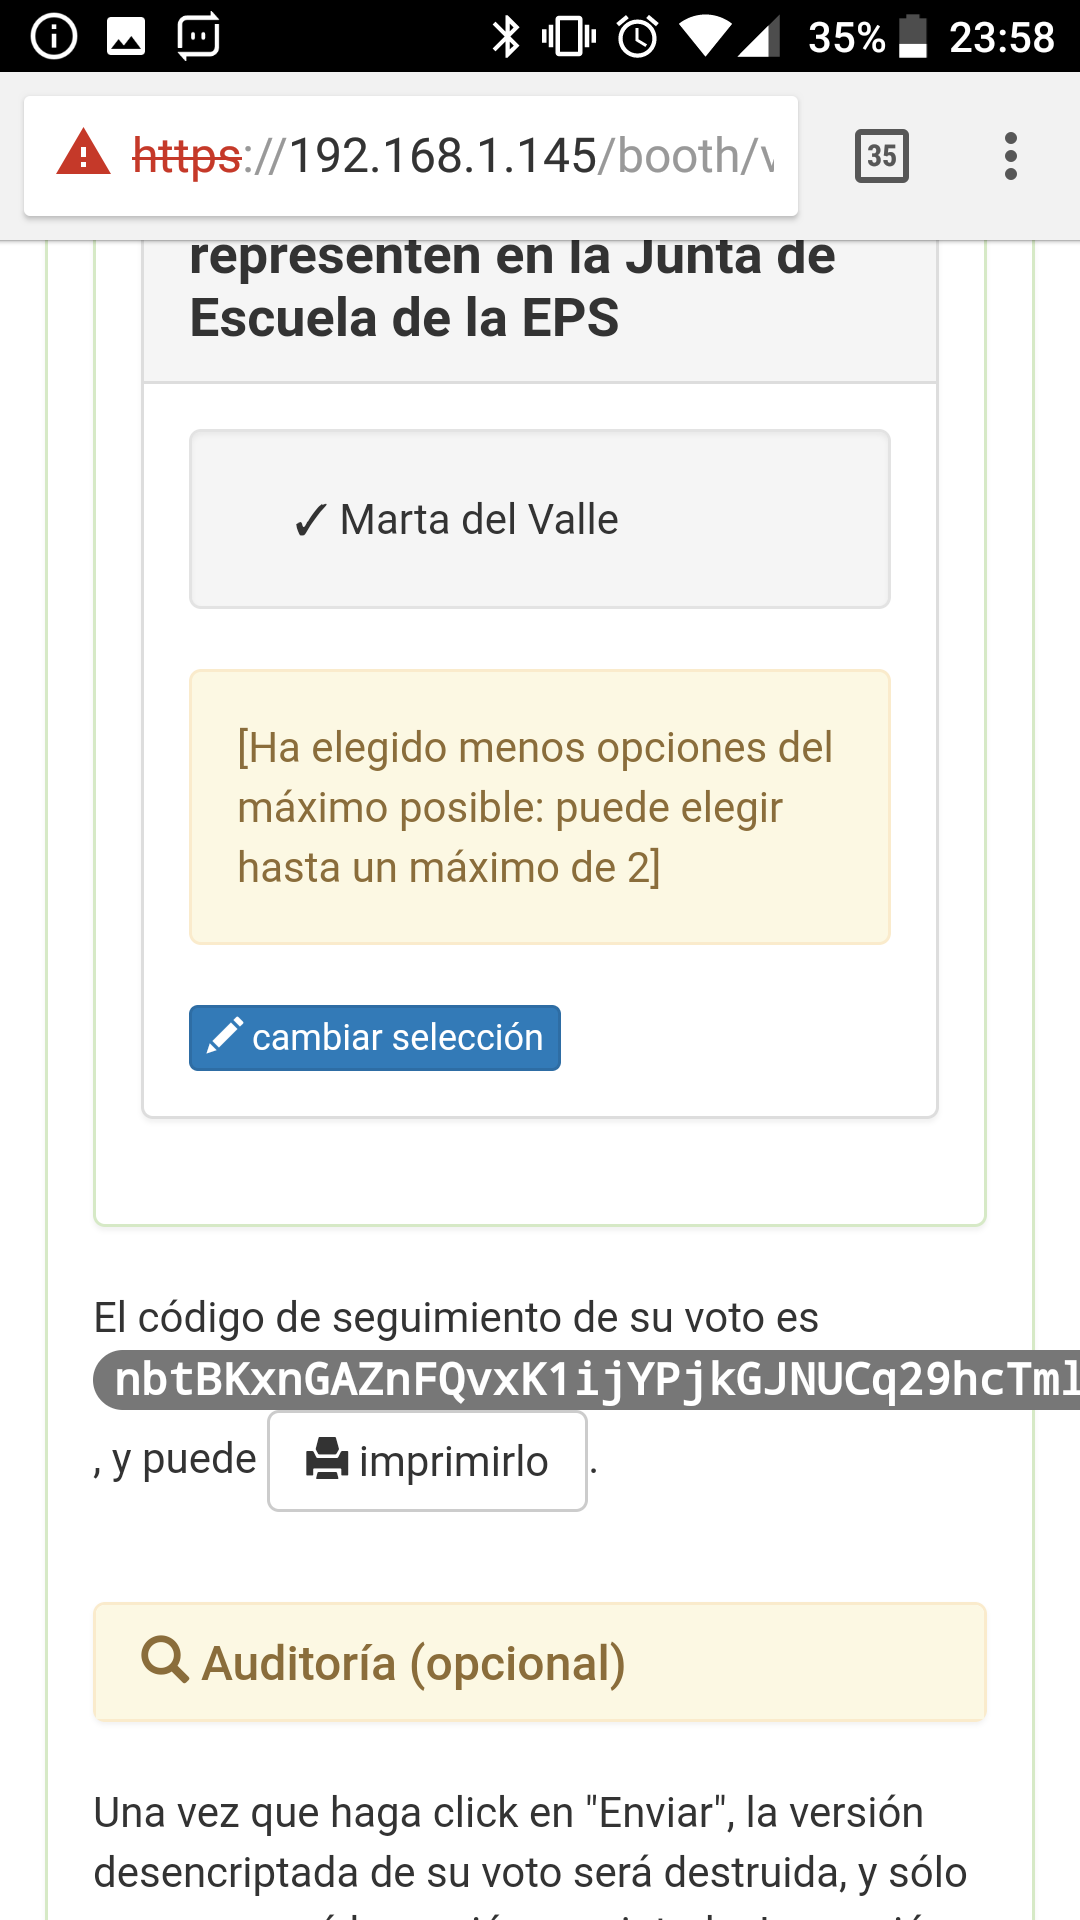 35% 23:58
https://192.168.1.145/booth/v
35
representen en la Junta de
Escuela de la EPS
✓ Marta del Valle
[Ha elegido menos opciones del
máximo posible: puede elegir
hasta un máximo de 2]
cambiar selección
El código de seguimiento de su voto es
nbtBKxnGAZnFQvxK1ijYPjkGJNUCq29hcTml
, y puede imprimirlo.
Auditoría (opcional)
Una vez que haga click en "Enviar", la versión
desencriptada de su voto será destruida, y sólo